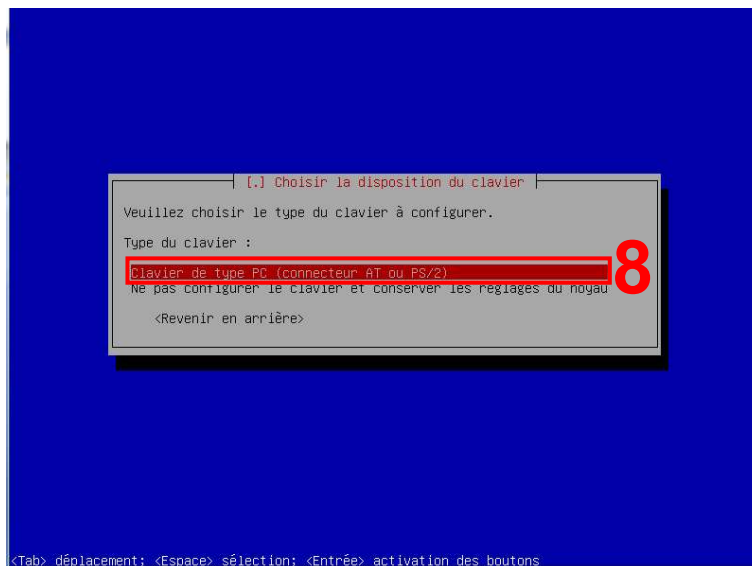 [.] Choisir la disposition du clavier
Veuillez choisir le type du clavier à configurer.
Type du clavier :
Clavier de type PC (connecteur AT ou PS/2)
8
Ne pas configurer le clavier et conserver les réglages du noyau
<Revenir en arrière>
<Tab> déplacement; <Espace> sélection; <Entrée> activation des boutons